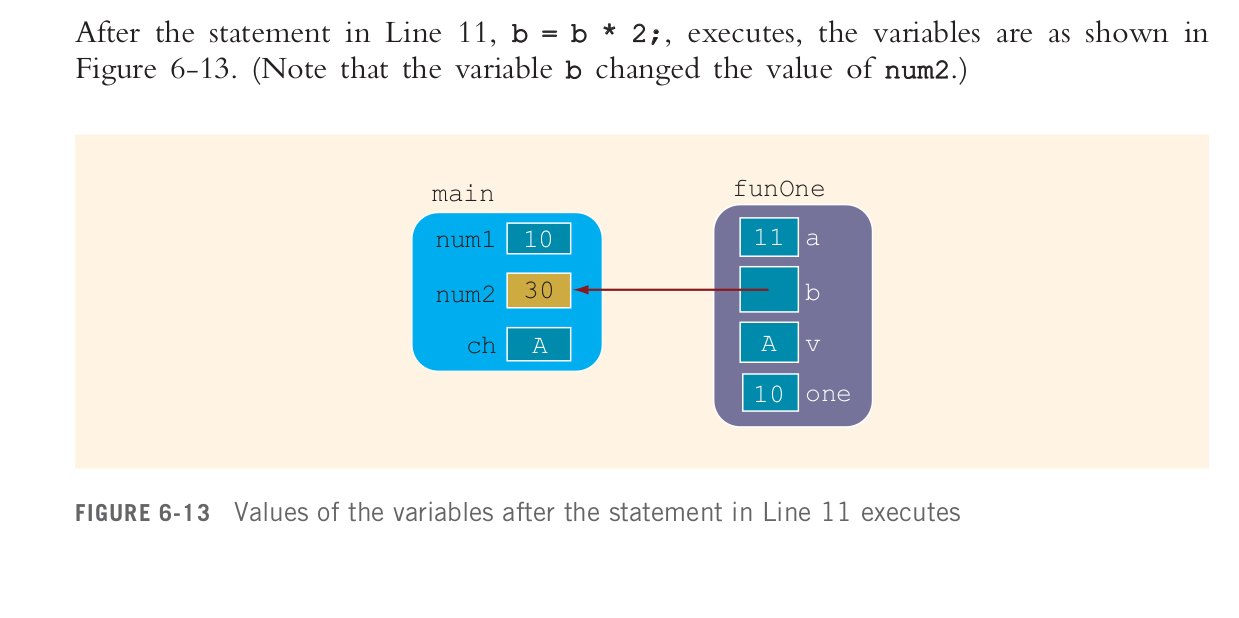 After the statement in Line 11, b = b * 2;, executes, the variables are as shown in
Figure 6-13. (Note that the variable b changed the value of num2.)
main
num1 10
num2 30
ch A
funOne
11 a
b
A v
10 one
FIGURE 6-13 Values of the variables after the statement in Line 11 executes